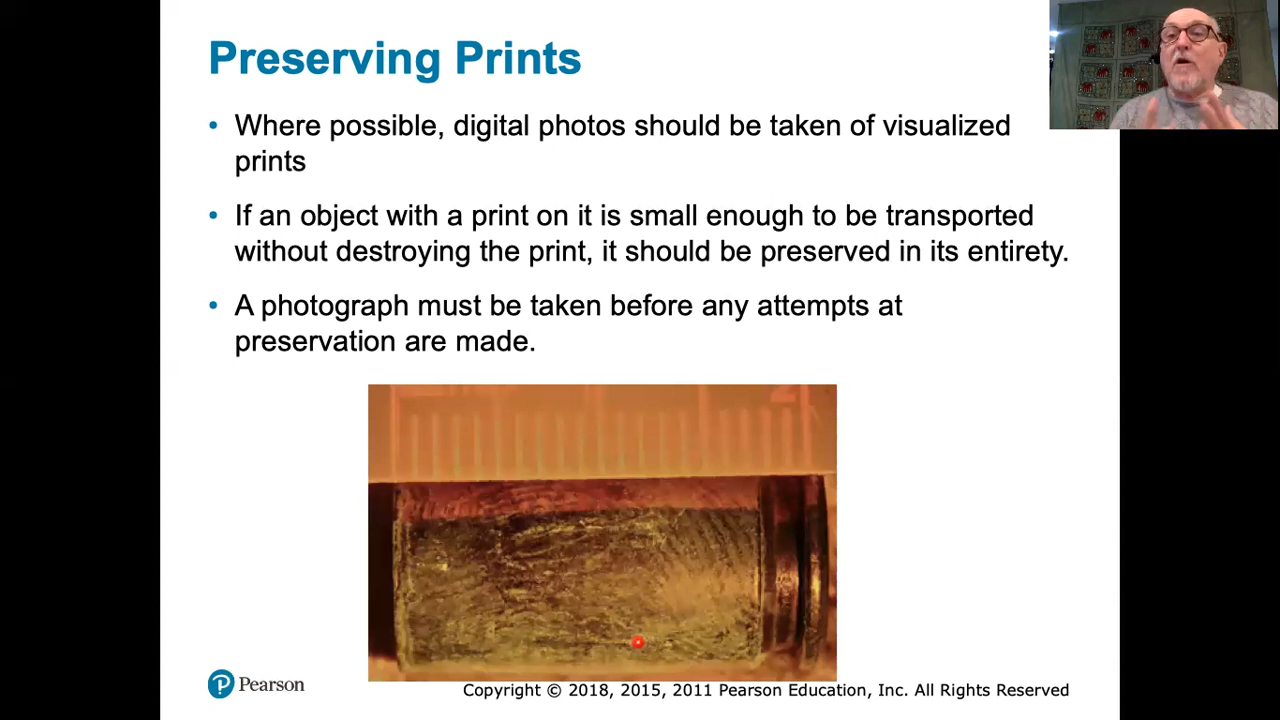 Preserving Prints
• Where possible, digital photos should be taken of visualized
prints
• If an object with a print on it is small enough to be transported
without destroying the print, it should be preserved in its entirety.
• A photograph must be taken before any attempts at
preservation are made.
2
Pearson
Copyright © 2018, 2015, 2011 Pearson Education, Inc. All Rights Reserved